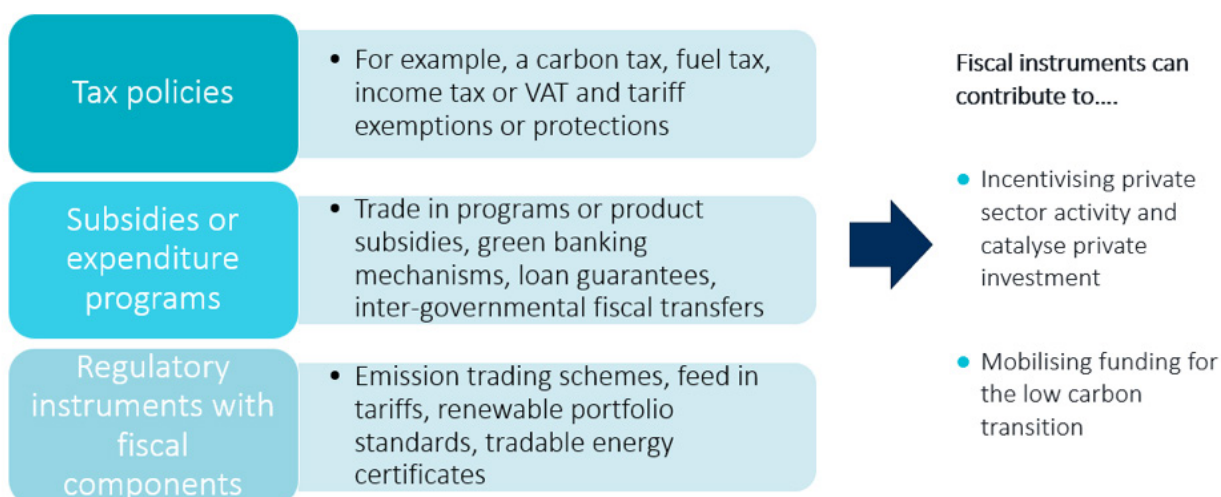 Tax policies
• For example, a carbon tax, fuel tax,
income tax or VAT and tariff
exemptions or protections
Subsidies or
expenditure
programs
• Trade in programs or product
subsidies, green banking
mechanisms, loan guarantees,
inter-governmental fiscal transfers
Regulatory
instruments with
fiscal
components
• Emission trading schemes, feed in
tariffs, renewable portfolio
standards, tradable energy
certificates
Fiscal instruments can
contribute to....
• Incentivising private
sector activity and
catalyse private
investment
• Mobilising funding for
the low carbon
transition